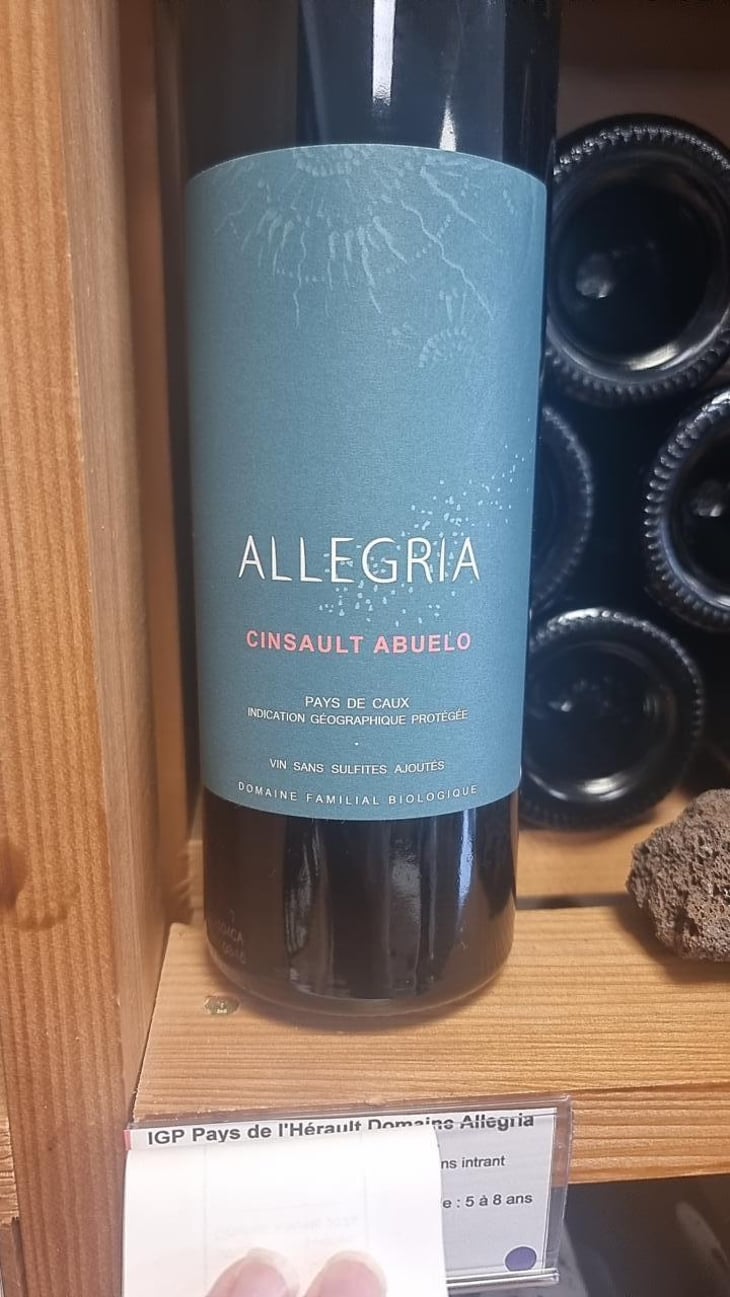 ALLEGRIA
CINSAULT ABUELO
PAYS DE CAUX
INDICATION GÉOGRAPHIQUE PROTÉGÉE
VIN SANS SULFITES AJOUTÉS
DOMAINE FAMILIAL BIOLOGIQUE
IGP Pays de l'Hérault Domaine Allegria
intrant
: 5 à 8 ans